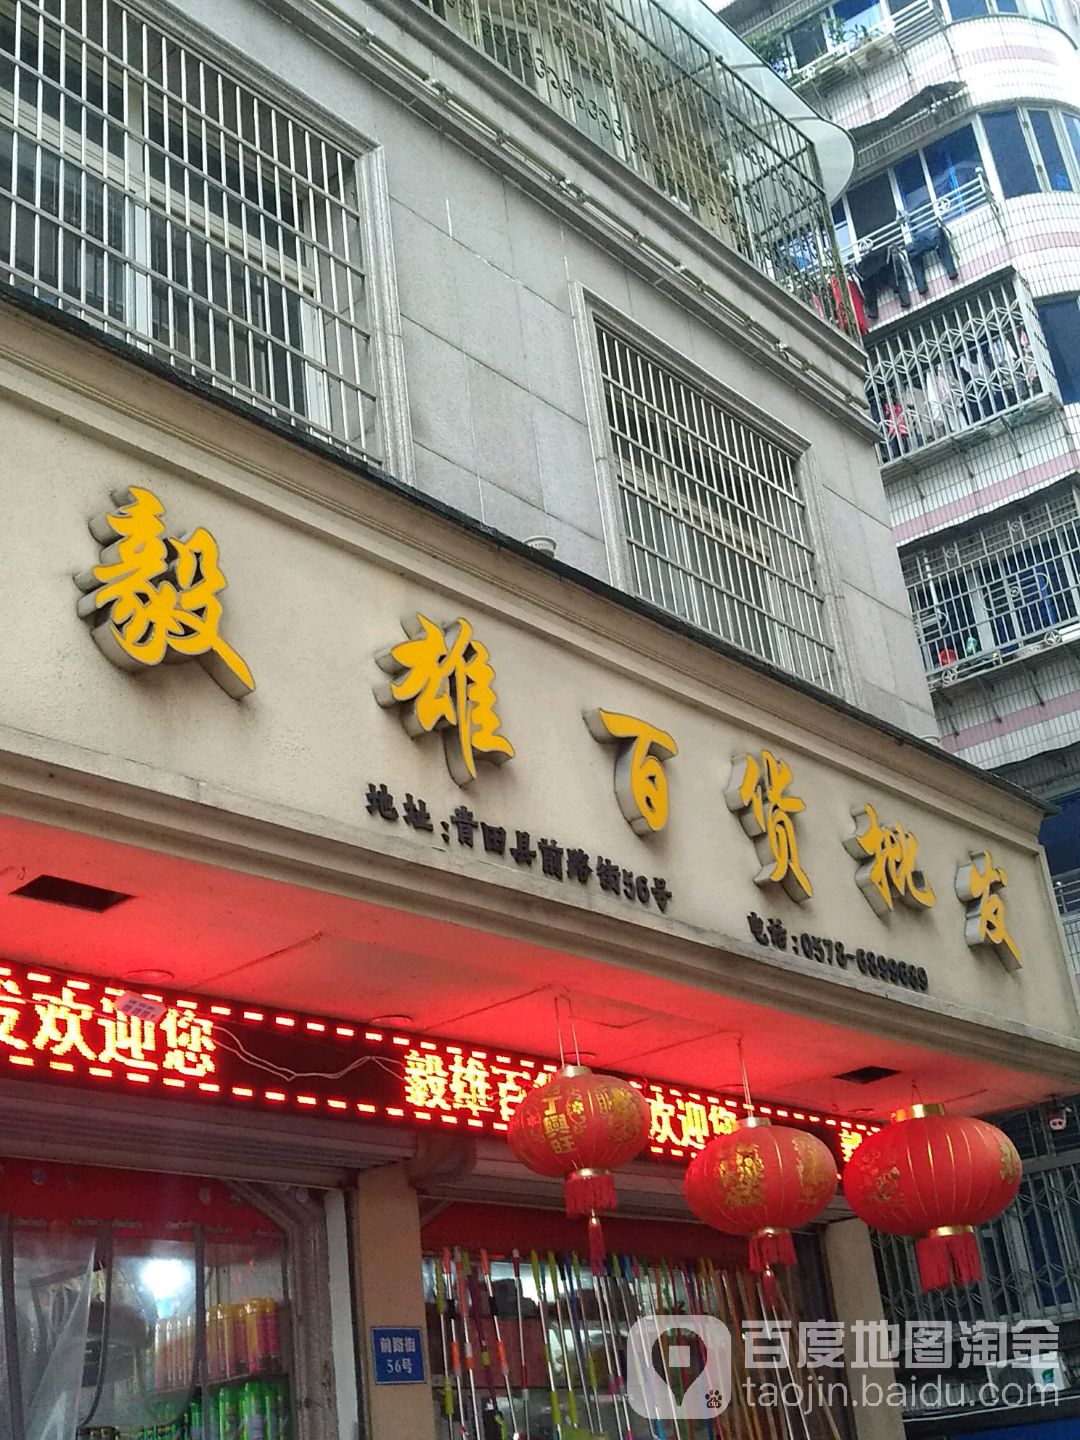 毅雄百货批发
地址:青田县前路街56号
电话:0578-6899689
发欢迎您
毅雄百货
欢迎您
丁興旺
前路街
56号
百度地图淘金
taojin.baidu.com